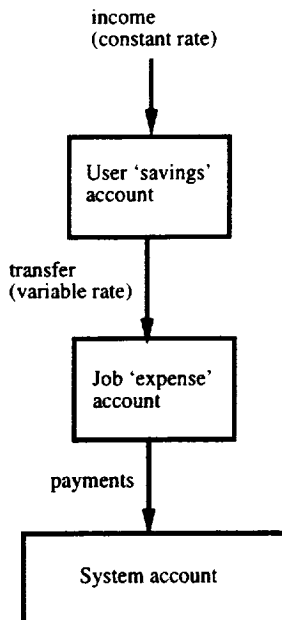 income
(constant rate)
User ‘savings’
account
transfer
(variable rate)
Job ‘expense’
account
payments
System account